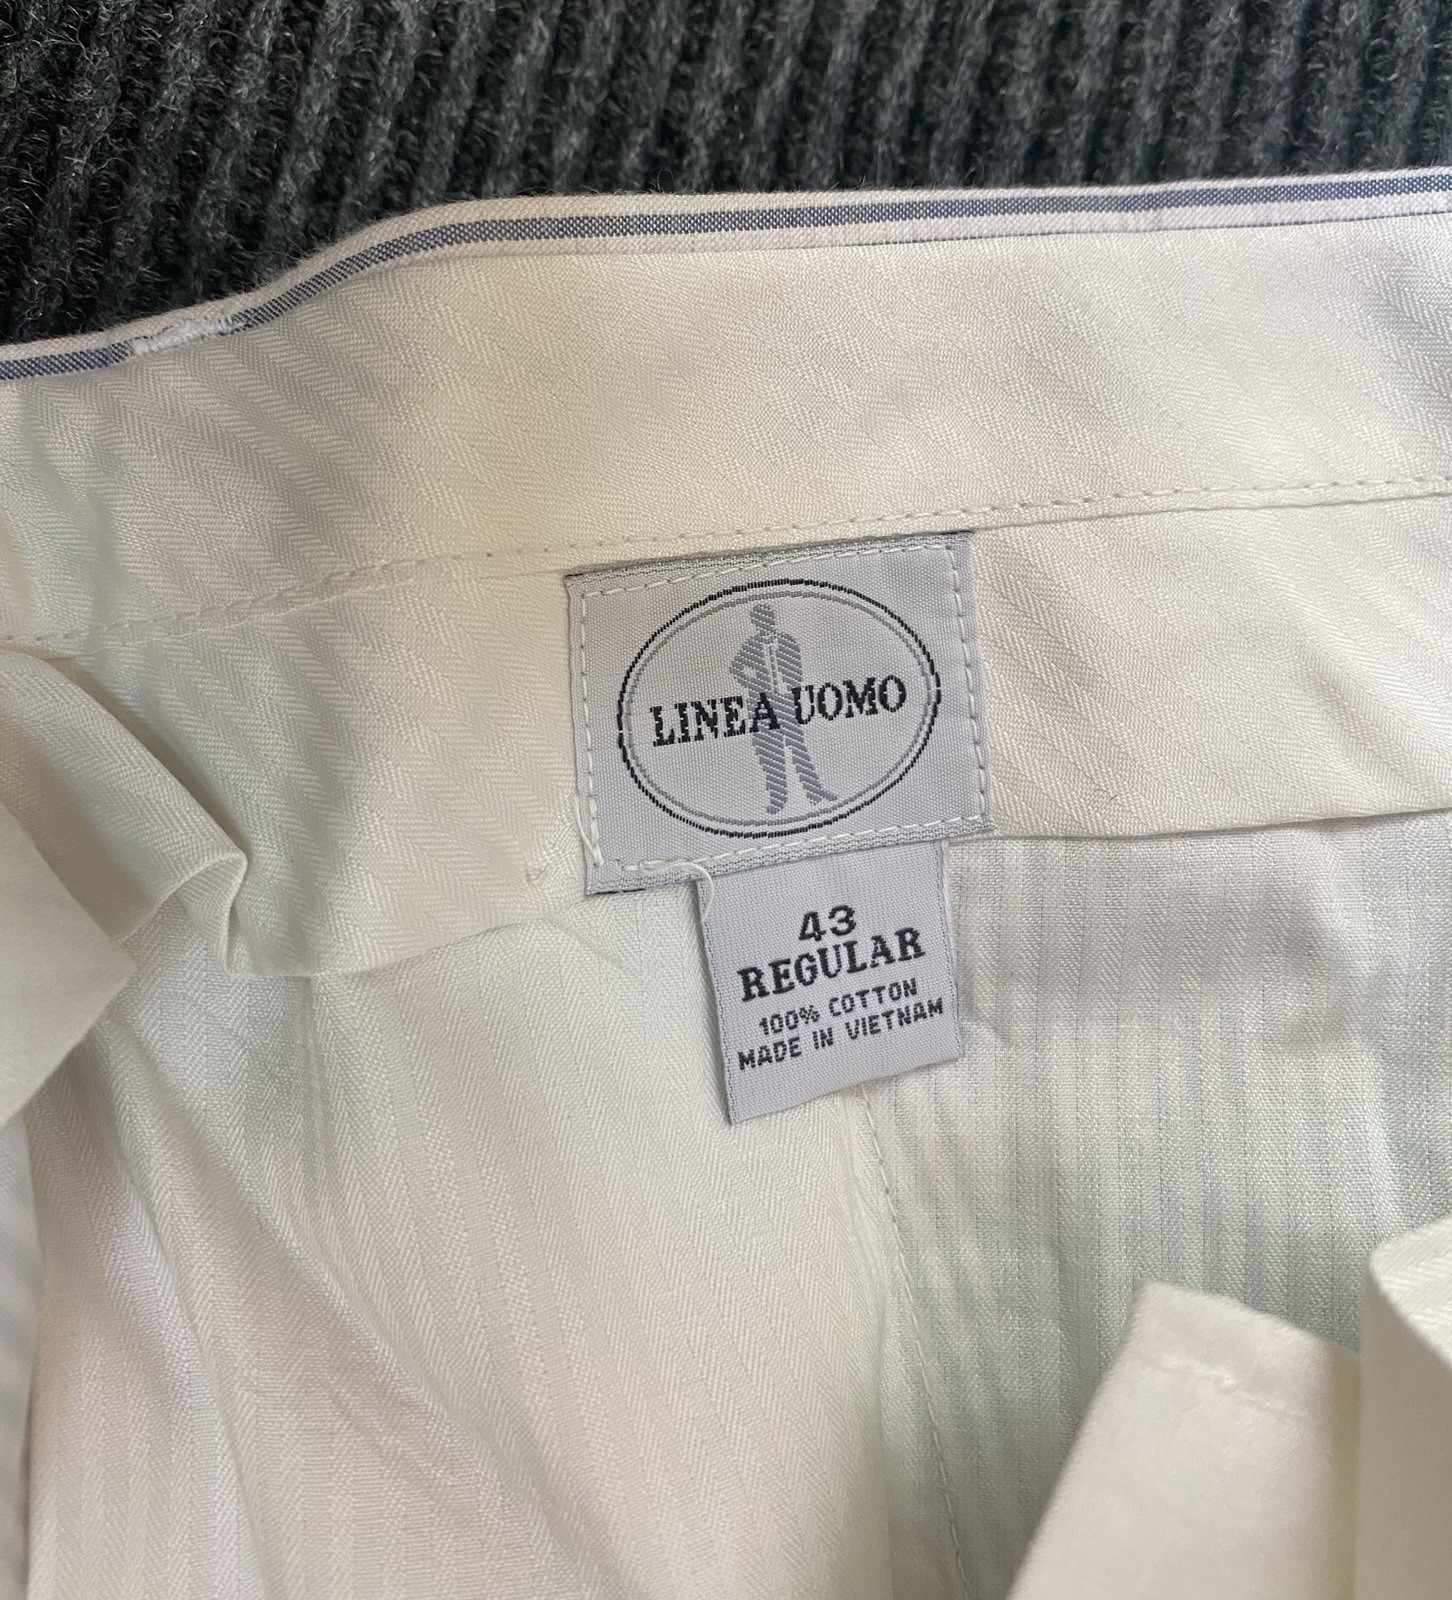 LINEA UOMO
43
REGULAR
100% COTTON
MADE IN VIETNAM